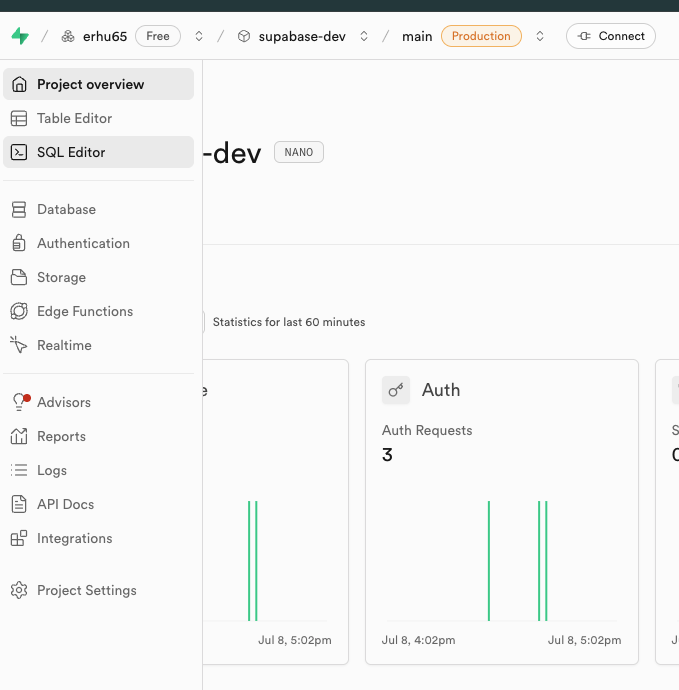 erhu65 Free supabase-dev main Production Connect
Project overview
Table Editor
SQL Editor
Database
Authentication
Storage
Edge Functions
Realtime
Advisors
Reports
Logs
API Docs
Integrations
Project Settings
-dev NANO
Statistics for last 60 minutes
e
Jul 8, 5:02pm
Auth
Auth Requests
3
Jul 8, 4:02pm Jul 8, 5:02pm
S